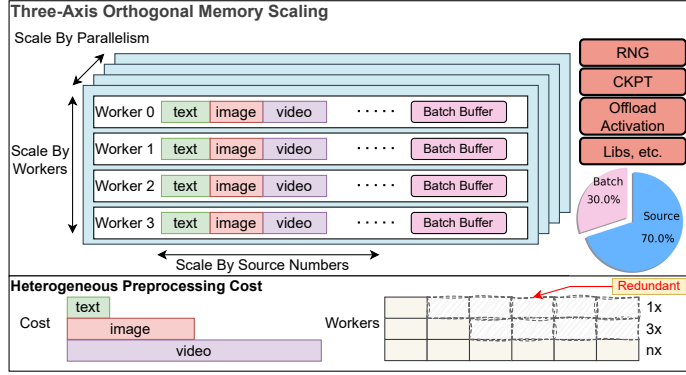 Three-Axis Orthogonal Memory Scaling
Scale By Parallelism
Scale By
Workers
Worker 0 text image video ..... Batch Buffer
Worker 1 text image video ..... Batch Buffer
Worker 2 text image video ..... Batch Buffer
Worker 3 text image video ..... Batch Buffer
Scale By Source Numbers
RNG
CKPT
Offload
Activation
Libs, etc.
Batch
30.0%
Source
70.0%
Heterogeneous Preprocessing Cost
Cost
text
image
video
Workers
Redundant
1x
3x
nx